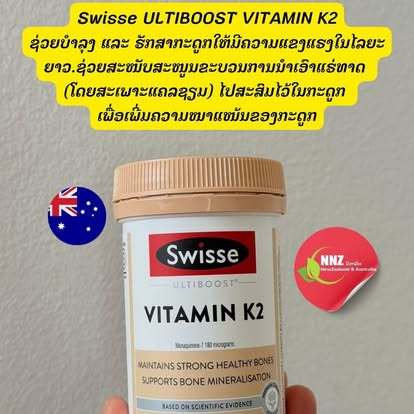 Swisse ULTIBOOST VITAMIN K2
ຊ່ວຍບຳລຸງ ແລະ ຮັກສາກະດູກໃຫ້ມີຄວາມແຂງແຮງໃນໄລຍະ
ຍາວ.ຊ່ວຍສະໜັບສະໜູນຂະບວນການນຳເອົາແຮ່ທາດ
(ໂດຍສະເພາະແຄລຊຽມ) ໄປສະສົມໄວ້ໃນກະດູກ
ເພື່ອເພີ່ມຄວາມໜາແໜ້ນຂອງກະດູກ
NNZ
NewZealand & Australia
Swisse
ULTIBOOST
VITAMIN K2
Menaquinone-7 180 micrograms
MAINTAINS STRONG HEALTHY BONES
SUPPORTS BONE MINERALISATION
BASED ON SCIENTIFIC EVIDENCE